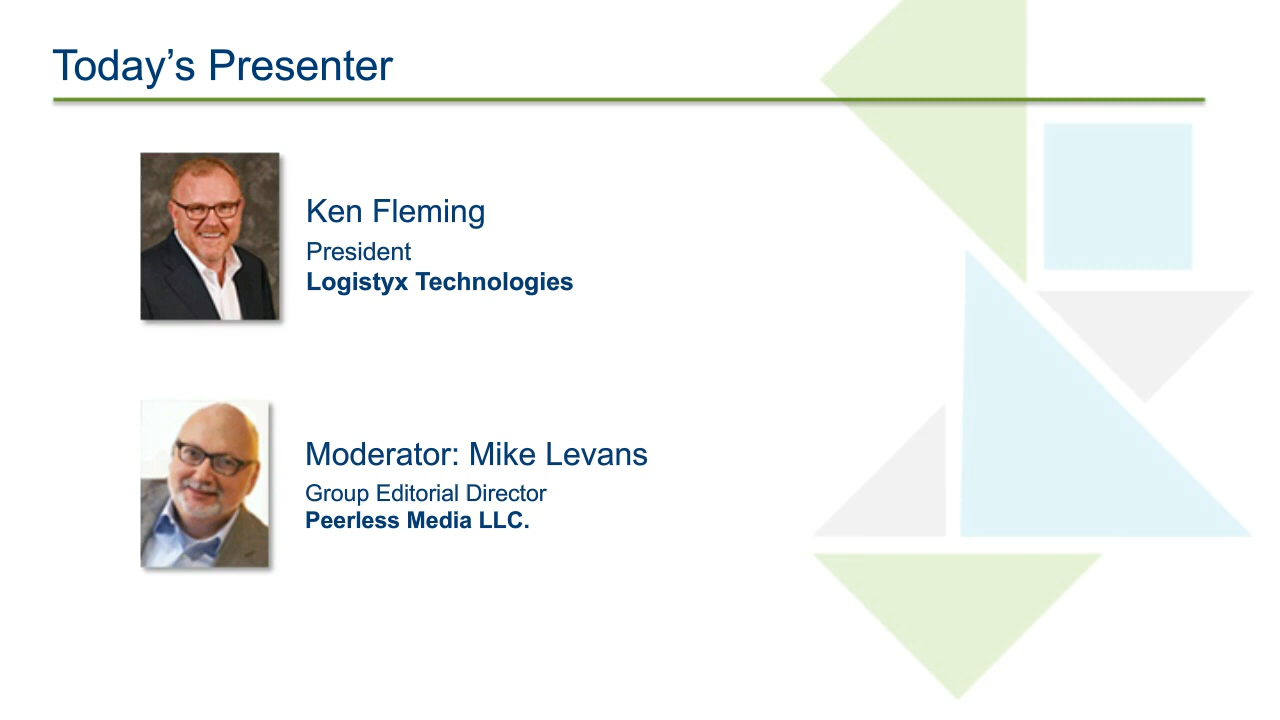 Today’s Presenter
Ken Fleming
President
Logistyx Technologies
Moderator: Mike Levans
Group Editorial Director
Peerless Media LLC.